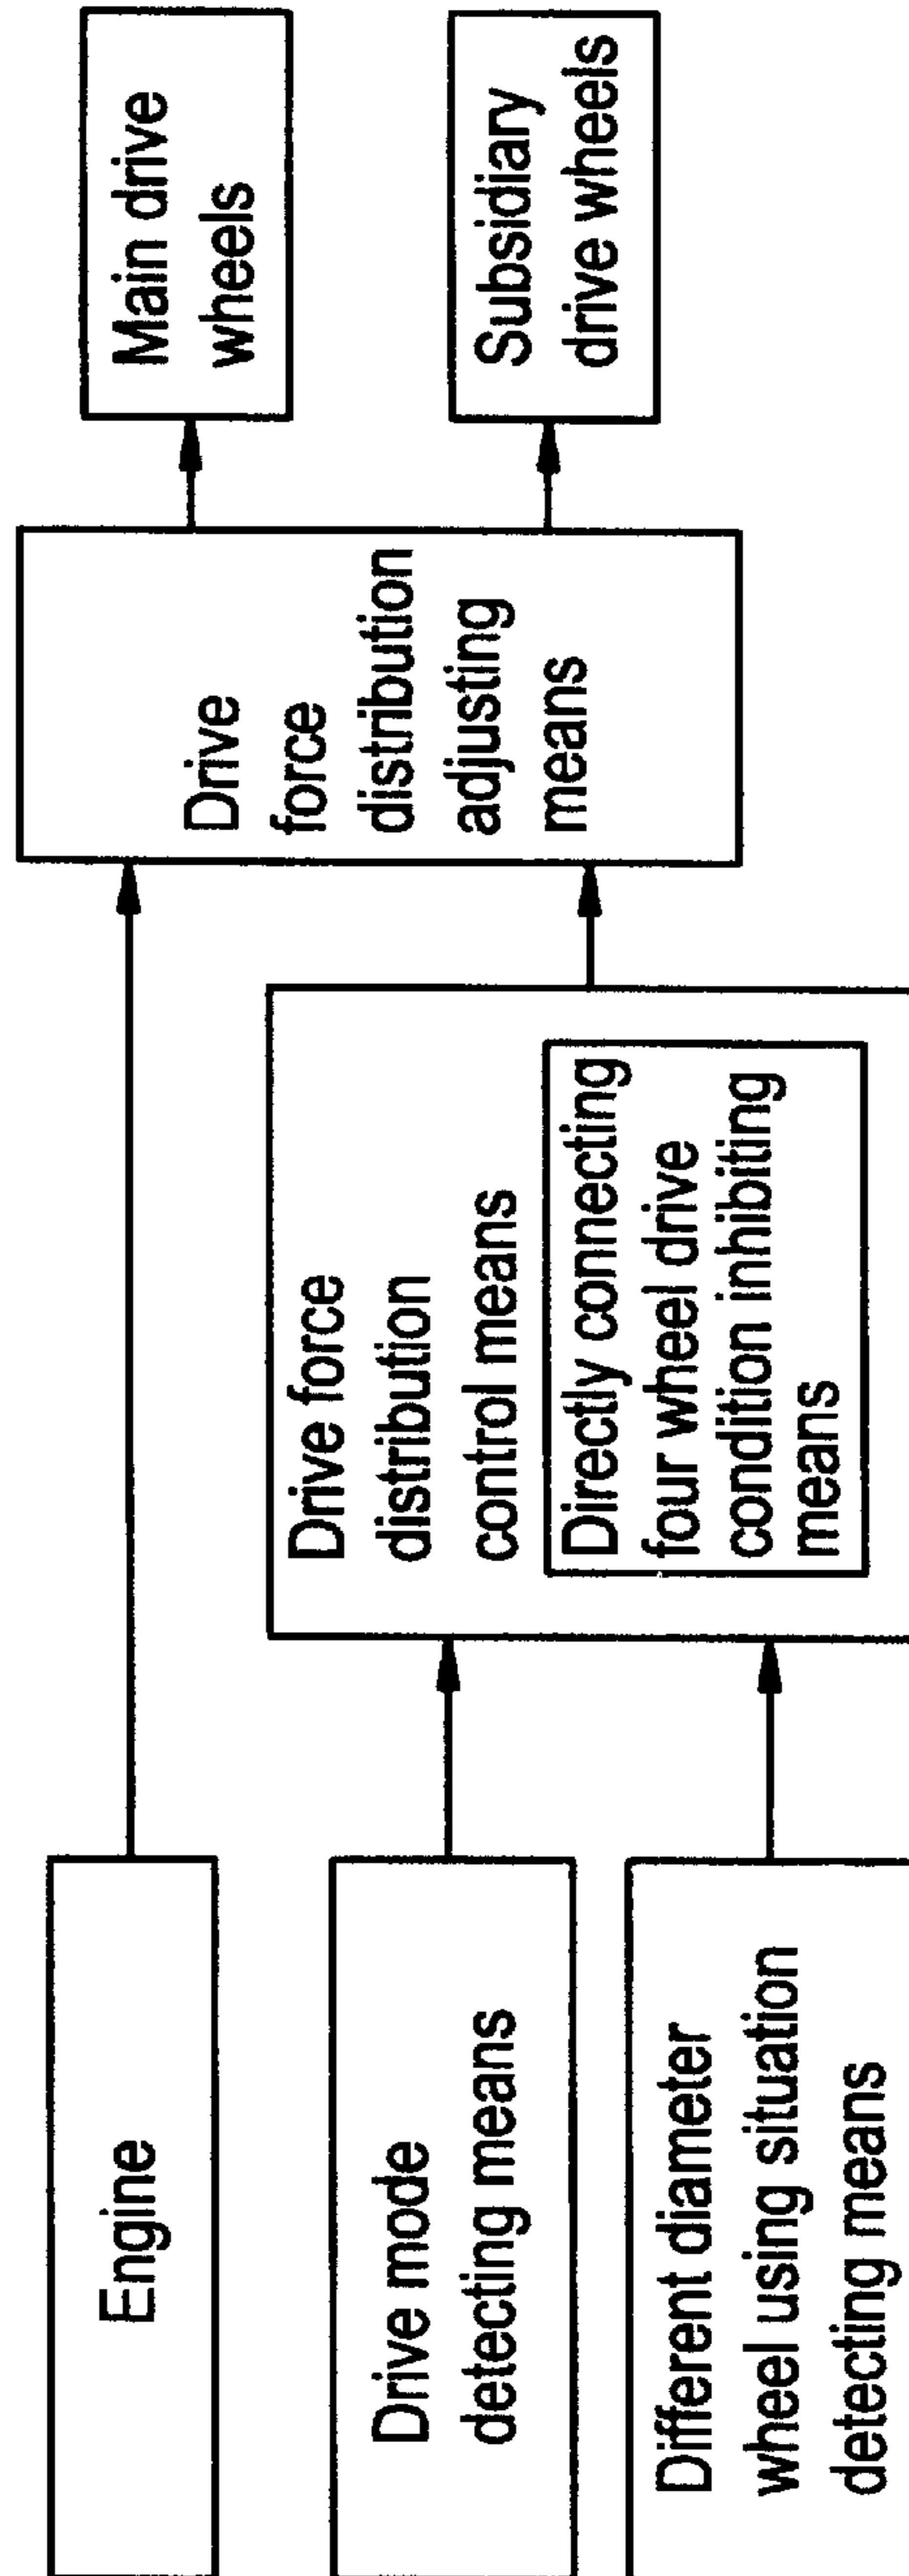 Engine
Drive mode
detecting means
Different diameter
wheel using situation
detecting means
Drive force
distribution
control means
Directly connecting
four wheel drive
condition inhibiting
means
Drive
force
distribution
adjusting
means
Main drive
wheels
Subsidiary
drive wheels